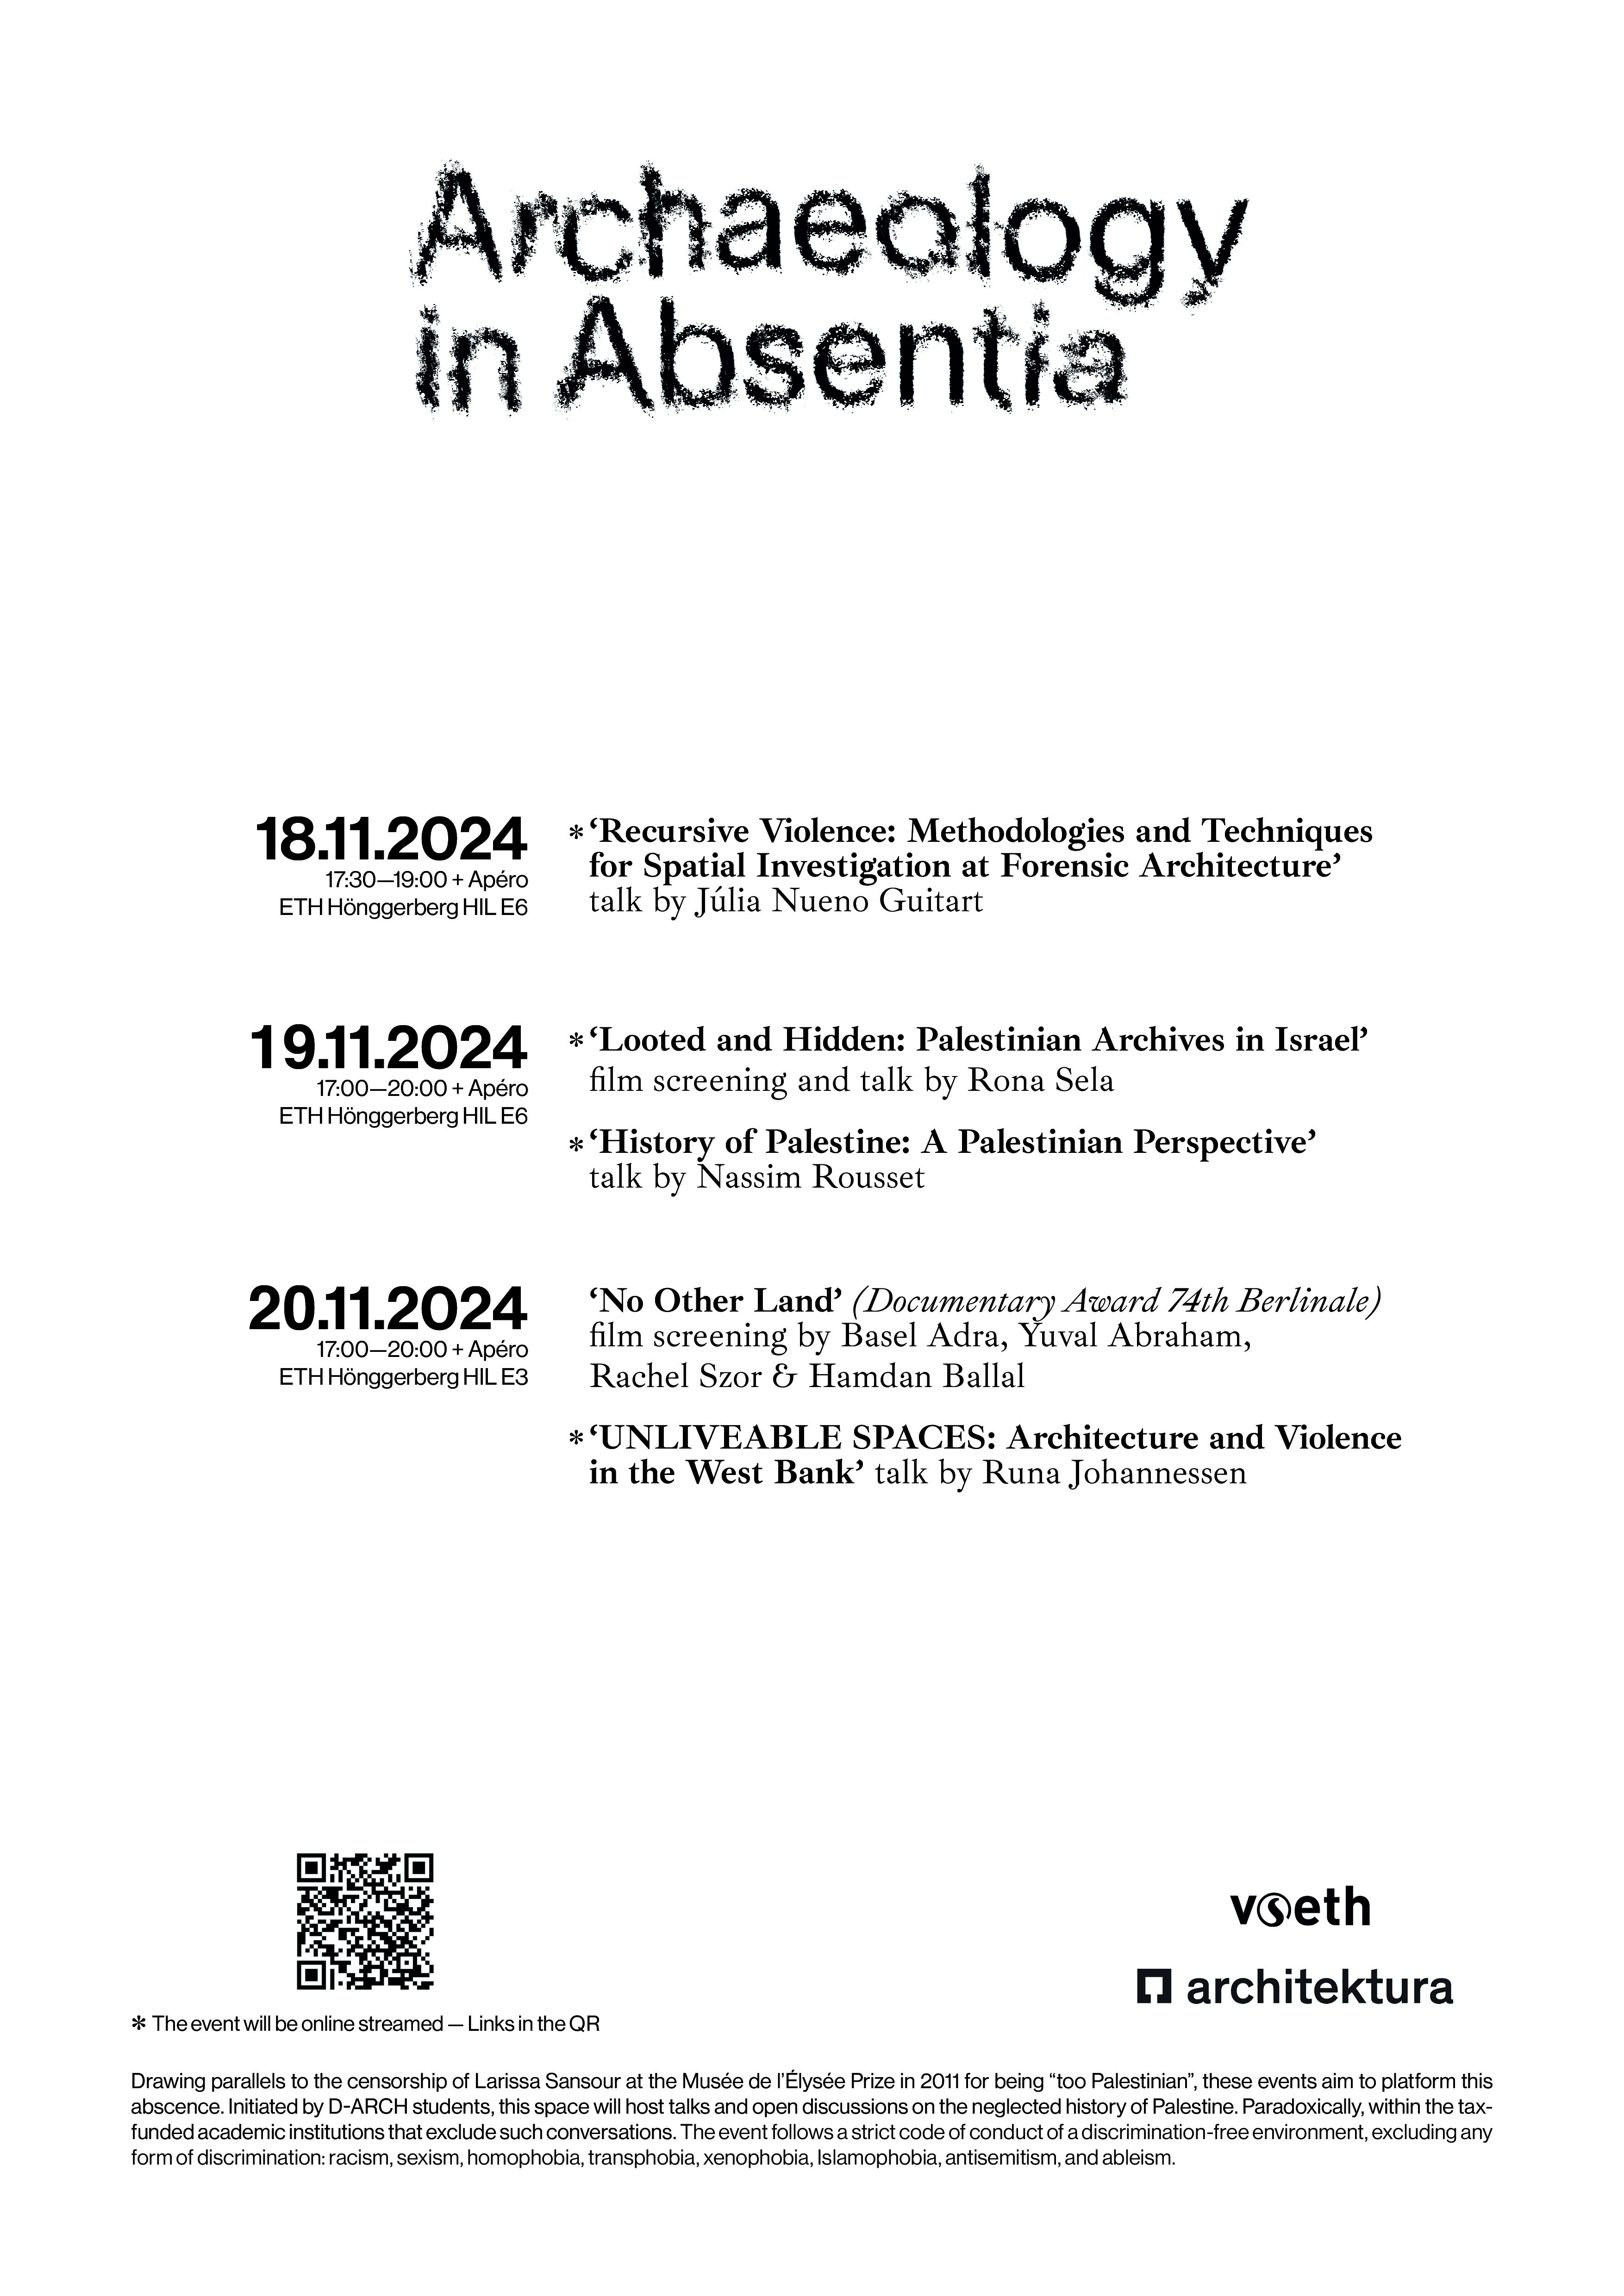 Archaeology
in Absentia
18.11.2024
17:30—19:00 + Apéro
ETH Hönggerberg HIL E6
*‘Recursive Violence: Methodologies and Techniques
for Spatial Investigation at Forensic Architecture’
talk by Júlia Nueno Guitart
19.11.2024
17:00—20:00 + Apéro
ETH Hönggerberg HIL E6
*‘Looted and Hidden: Palestinian Archives in Israel’
film screening and talk by Rona Sela
*‘History of Palestine: A Palestinian Perspective’
talk by Nassim Rousset
20.11.2024
17:00—20:00 + Apéro
ETH Hönggerberg HIL E3
‘No Other Land’ (Documentary Award 74th Berlinale)
film screening by Basel Adra, Yuval Abraham,
Rachel Szor & Hamdan Ballal
*‘UNLIVEABLE SPACES: Architecture and Violence
in the West Bank’ talk by Runa Johannessen
vseth
architektura
* The event will be online streamed — Links in the QR
Drawing parallels to the censorship of Larissa Sansour at the Musée de l’Élysée Prize in 2011 for being “too Palestinian”, these events aim to platform this
abscence. Initiated by D-ARCH students, this space will host talks and open discussions on the neglected history of Palestine. Paradoxically, within the tax-
funded academic institutions that exclude such conversations. The event follows a strict code of conduct of a discrimination-free environment, excluding any
form of discrimination: racism, sexism, homophobia, transphobia, xenophobia, Islamophobia, antisemitism, and ableism.